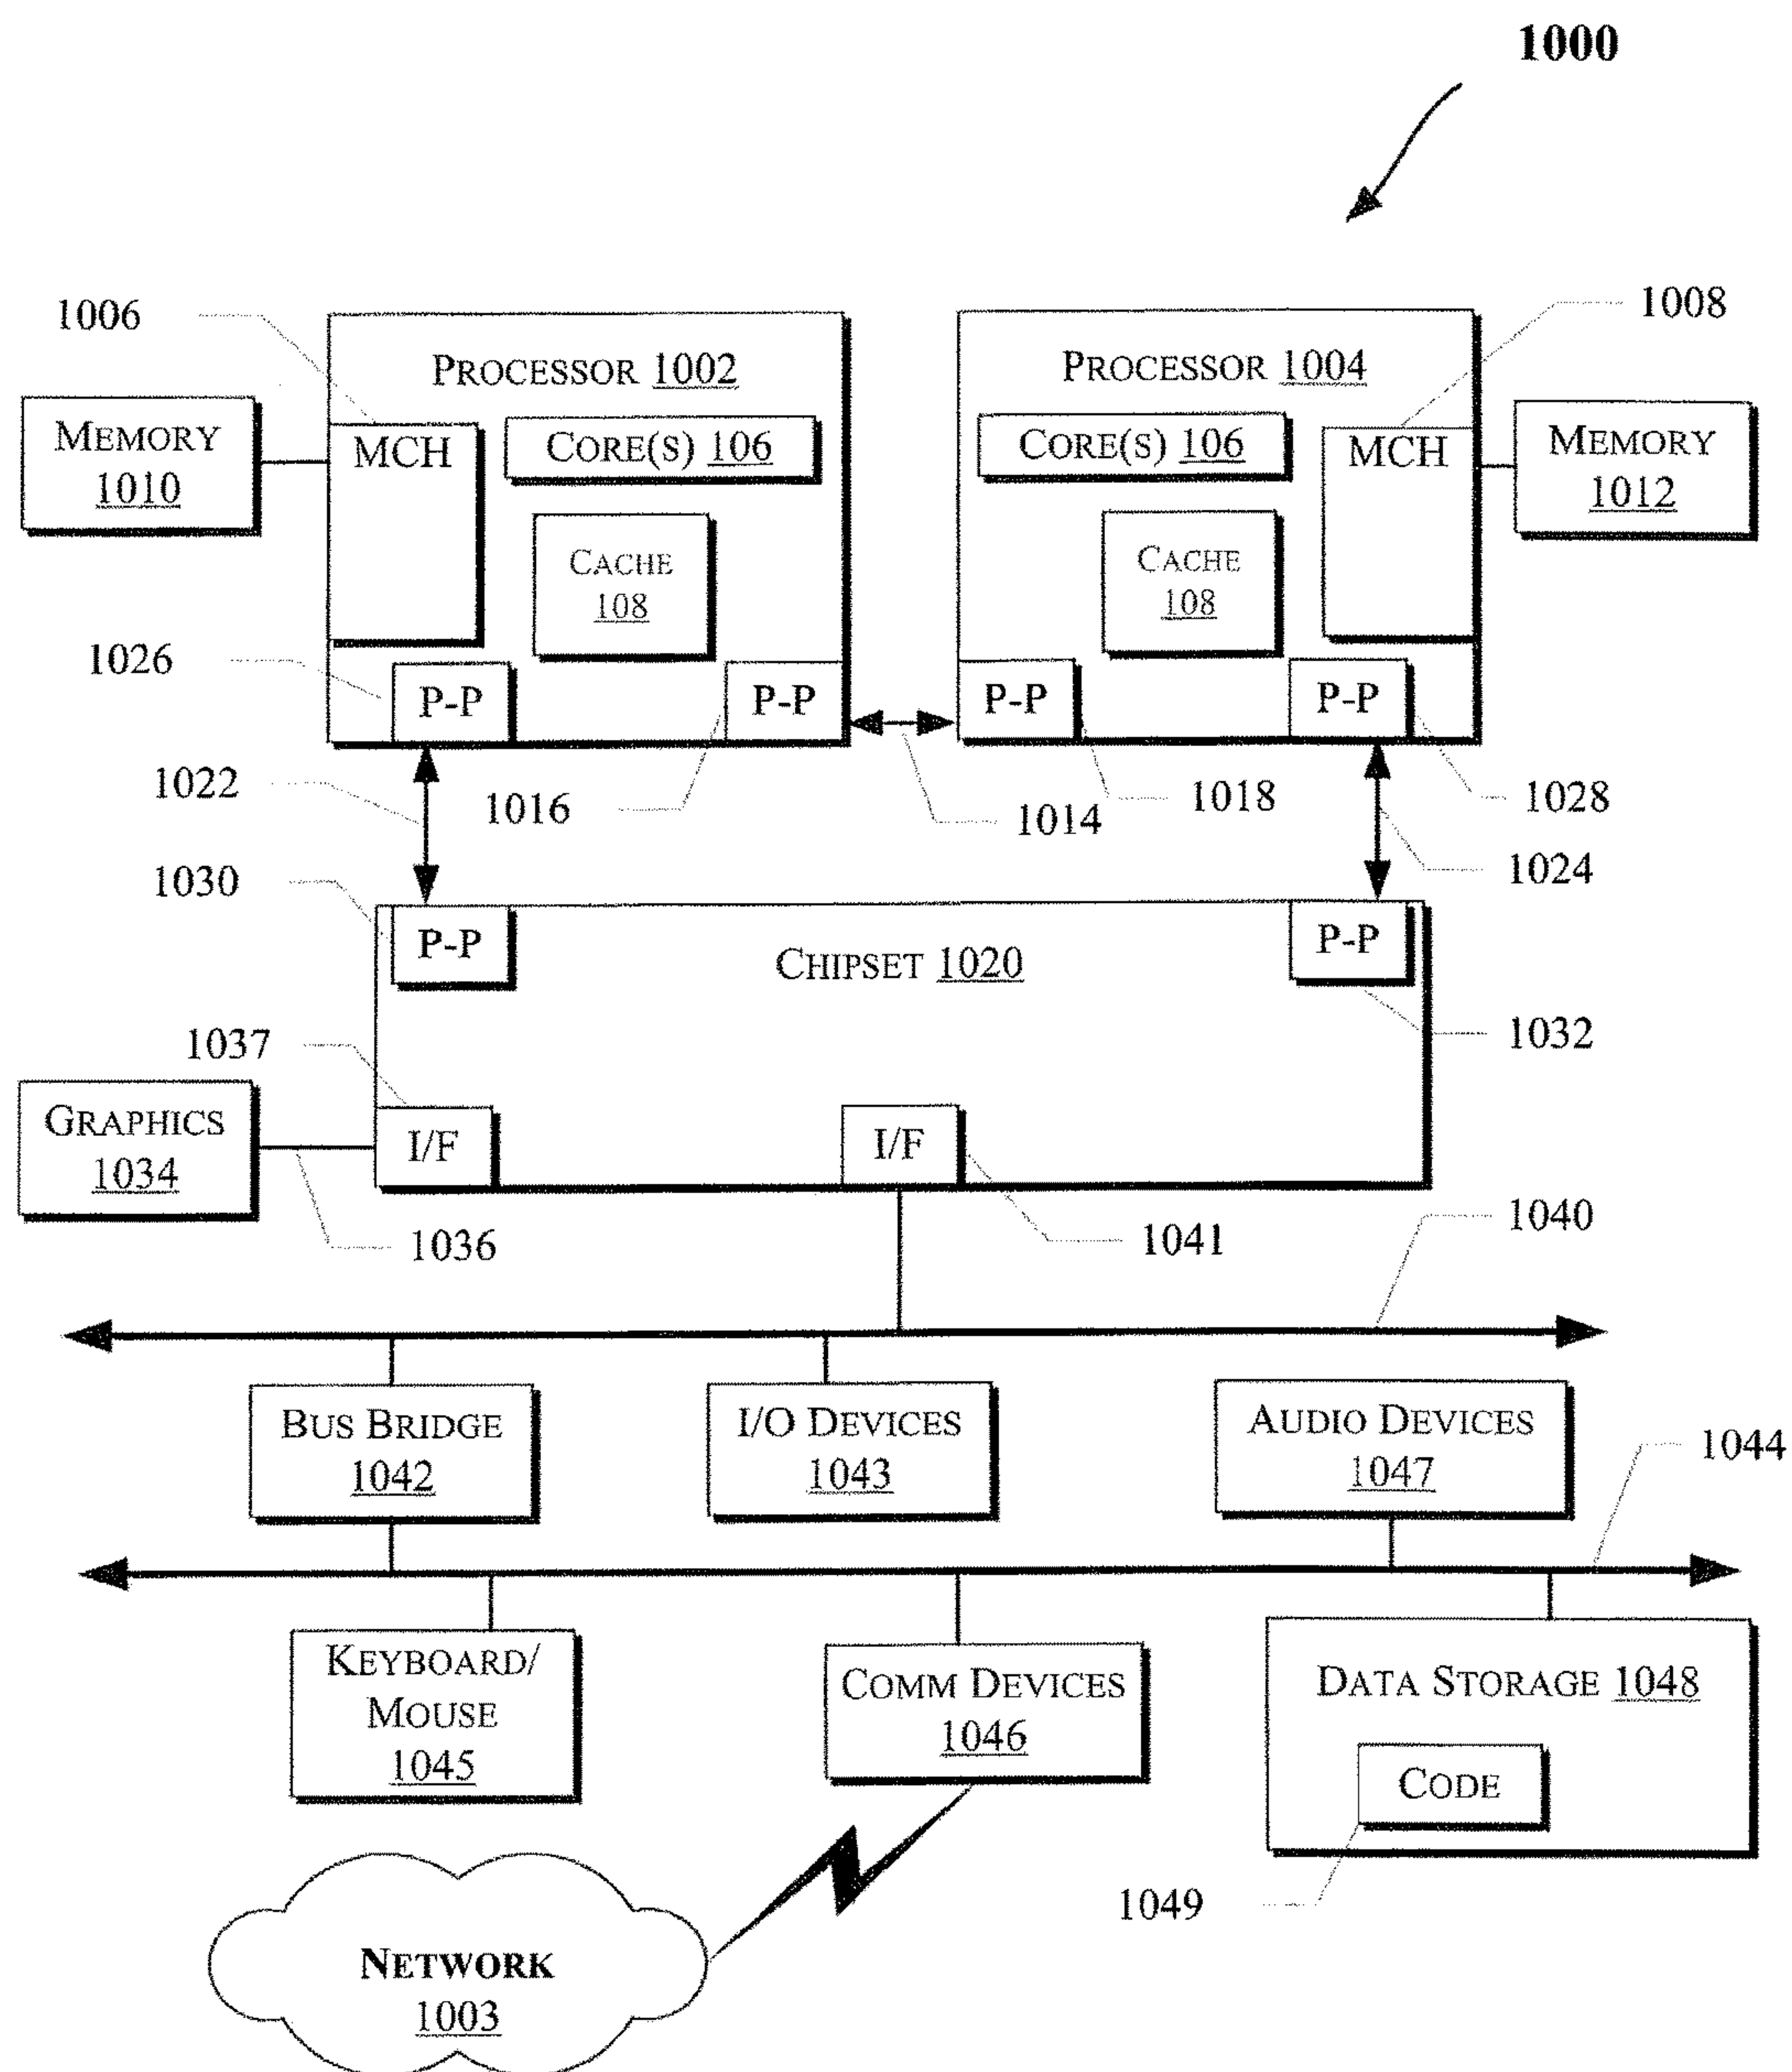 1000
1006
1008
PROCESSOR 1002
PROCESSOR 1004
MEMORY
1010
MCH
CORE(S) 106
CORE(S) 106
MCH
MEMORY
1012
CACHE
108
CACHE
108
1026
P-P
P-P
P-P
P-P
1022
1016
1014
1018
1028
1024
1030
P-P
CHIPSET 1020
P-P
1032
1037
GRAPHICS
1034
I/F
I/F
1036
1041
1040
BUS BRIDGE
1042
I/O DEVICES
1043
AUDIO DEVICES
1047
1044
KEYBOARD/
MOUSE
1045
COMM DEVICES
1046
DATA STORAGE 1048
CODE
1049
NETWORK
1003